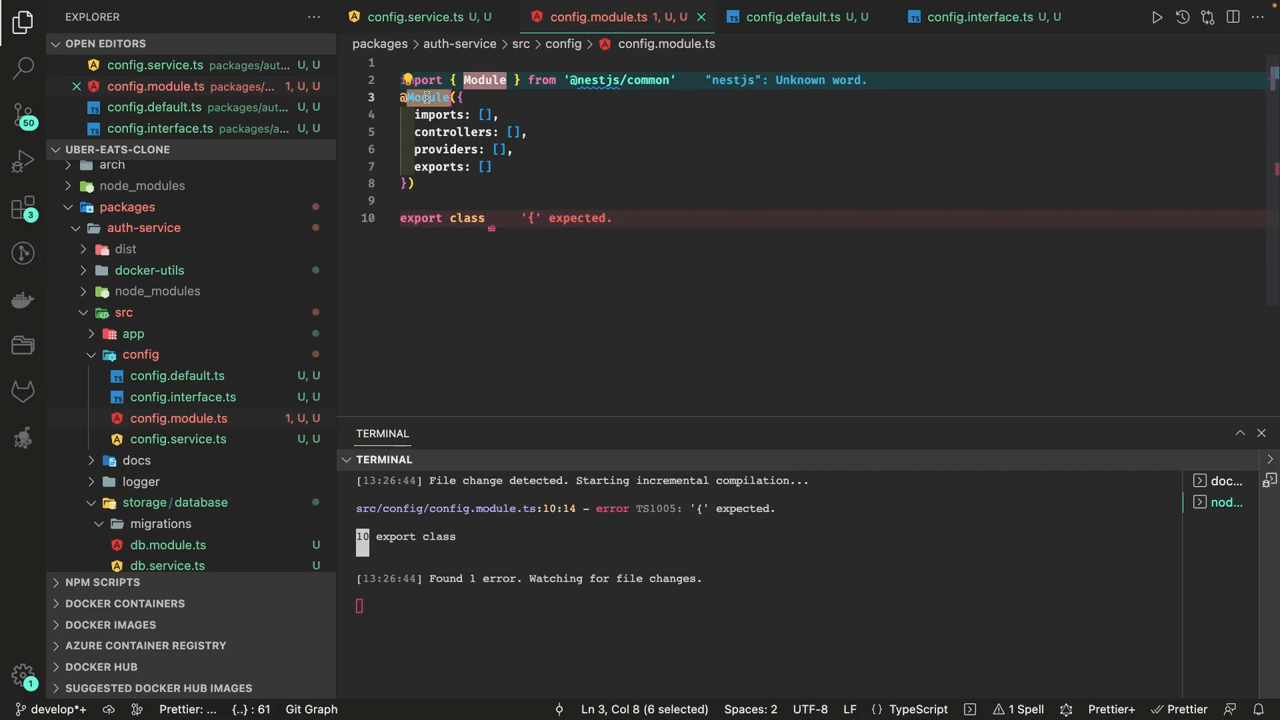 EXPLORER
config.service.ts U, U
config.module.ts 1, U, U
config.default.ts U, U
config.interface.ts U, U
OPEN EDITORS
packages auth-service src config config.module.ts
config.service.ts packages/aut... U, U
config.module.ts packages/... 1, U, U
config.default.ts packages/aut... U, U
config.interface.ts packages/a... U, U
UBER-EATS-CLONE
arch
node_modules
packages
auth-service
dist
docker-utils
node_modules
src
app
config
config.default.ts U, U
config.interface.ts U, U
config.module.ts 1, U, U
config.service.ts U, U
docs
logger
storage/database
migrations
db.module.ts U
db.service.ts U
NPM SCRIPTS
DOCKER CONTAINERS
DOCKER IMAGES
AZURE CONTAINER REGISTRY
DOCKER HUB
SUGGESTED DOCKER HUB IMAGES
50
3
1
1
2 import { Module } from '@nestjs/common' "nestjs": Unknown word.
3 @Module({
4 imports: [],
5 controllers: [],
6 providers: [],
7 exports: []
8 })
9
10 export class '{' expected.
TERMINAL
TERMINAL
[13:26:44] File change detected. Starting incremental compilation...
src/config/config.module.ts:10:14 - error TS1005: '{' expected.
10 export class
[13:26:44] Found 1 error. Watching for file changes.
doc...
nod...
develop*+ Prettier: ... {..} : 61 Git Graph Ln 3, Col 8 (6 selected) Spaces: 2 UTF-8 LF TypeScript 1 Spell Prettier+ Prettier